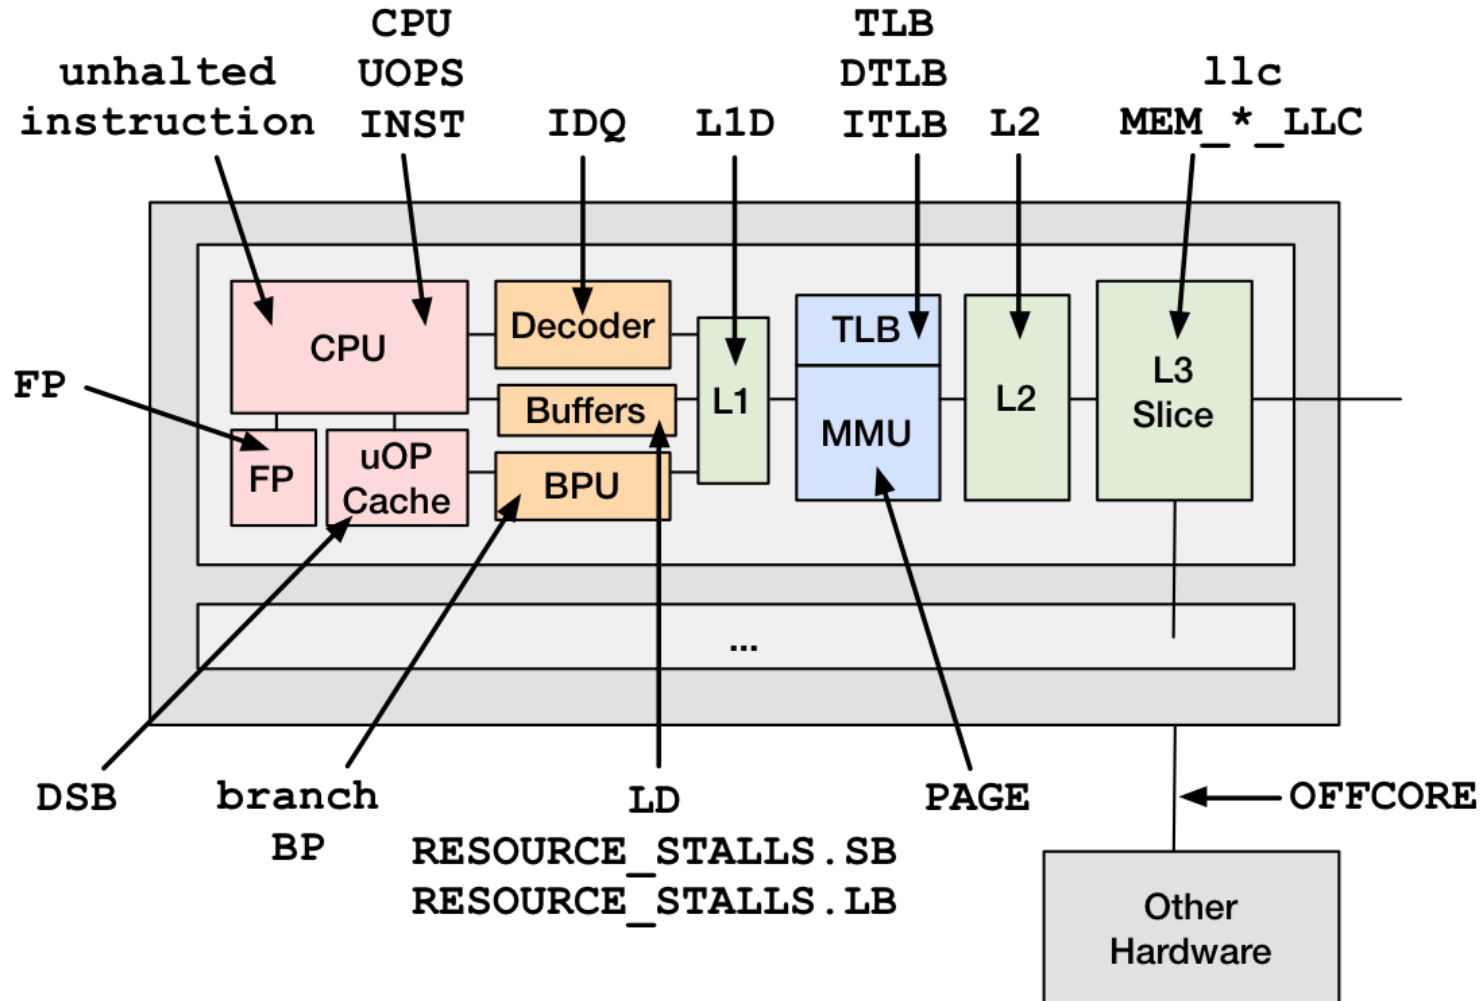 CPU
UOPS
INST
unhalted
instruction
IDQ
L1D
TLB
DTLB
ITLB
L2
llc
MEM_*_LLC
CPU
Decoder
Buffers
BPU
L1
TLB
MMU
L2
L3
Slice
FP
FP
uOP
Cache
...
DSB
branch
BP
LD
RESOURCE_STALLS.SB
RESOURCE_STALLS.LB
PAGE
OFFCORE
Other
Hardware